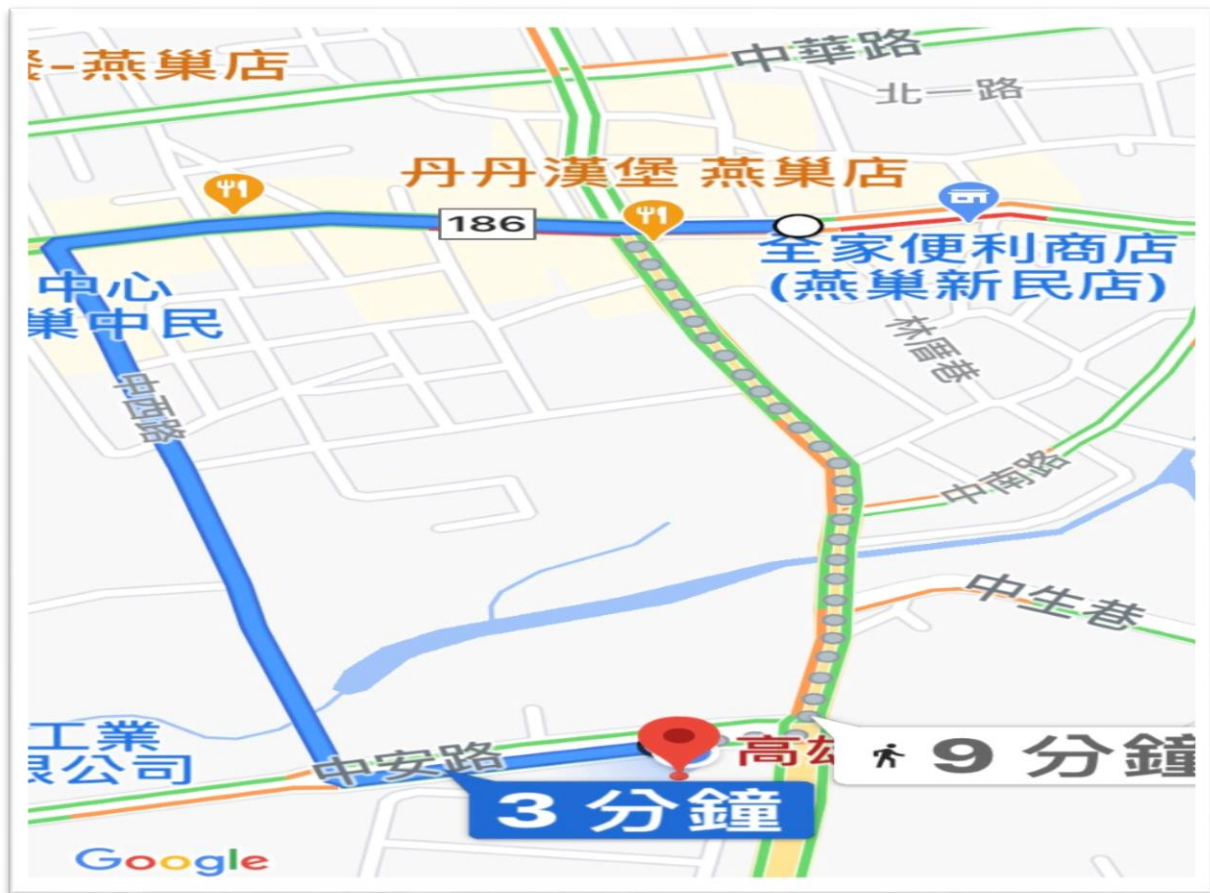 -燕巢店
中華路
北一路
丹丹漢堡 燕巢店
186
全家便利商店
(燕巢新民店)
中心
巢中民
林厝巷
中西路
中南路
中生巷
工業
限公司
中安路
高雄
9 分鐘
3 分鐘
Google